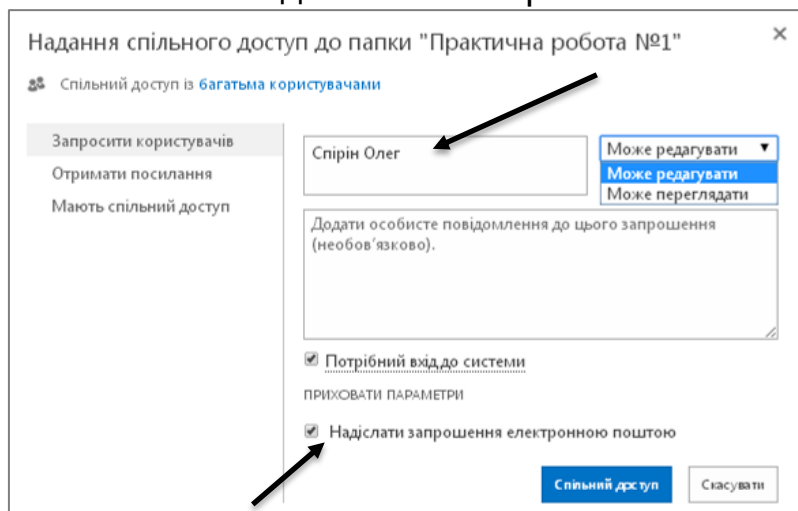 Надання спільного доступ до папки "Практична робота №1"
Спільний доступ із багатьма користувачами
Запросити користувачів
Отримати посилання
Мають спільний доступ
Спірін Олег
Може редагувати
Може редагувати
Може переглядати
Додати особисте повідомлення до цього запрошення
(необов’язково).
Потрібний вхід до системи
ПРИХОВАТИ ПАРАМЕТРИ
Надіслати запрошення електронною поштою
Спільний доступ
Скасувати